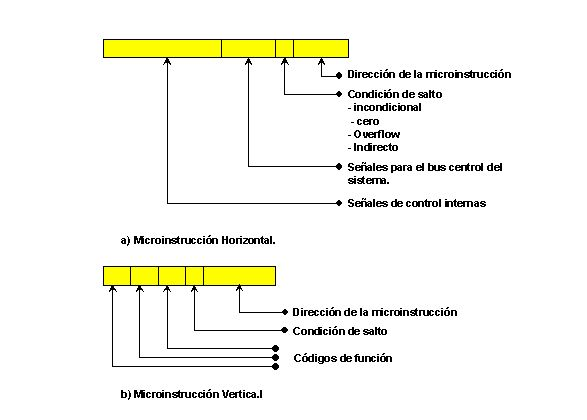 Dirección de la microinstrucción
Condición de salto
- incondicional
- cero
- Overflow
- Indirecto
Señales para el bus control del
sistema.
Señales de control internas
a) Microinstrucción Horizontal.
Dirección de la microinstrucción
Condición de salto
Códigos de función
b) Microinstrucción Vertica.l